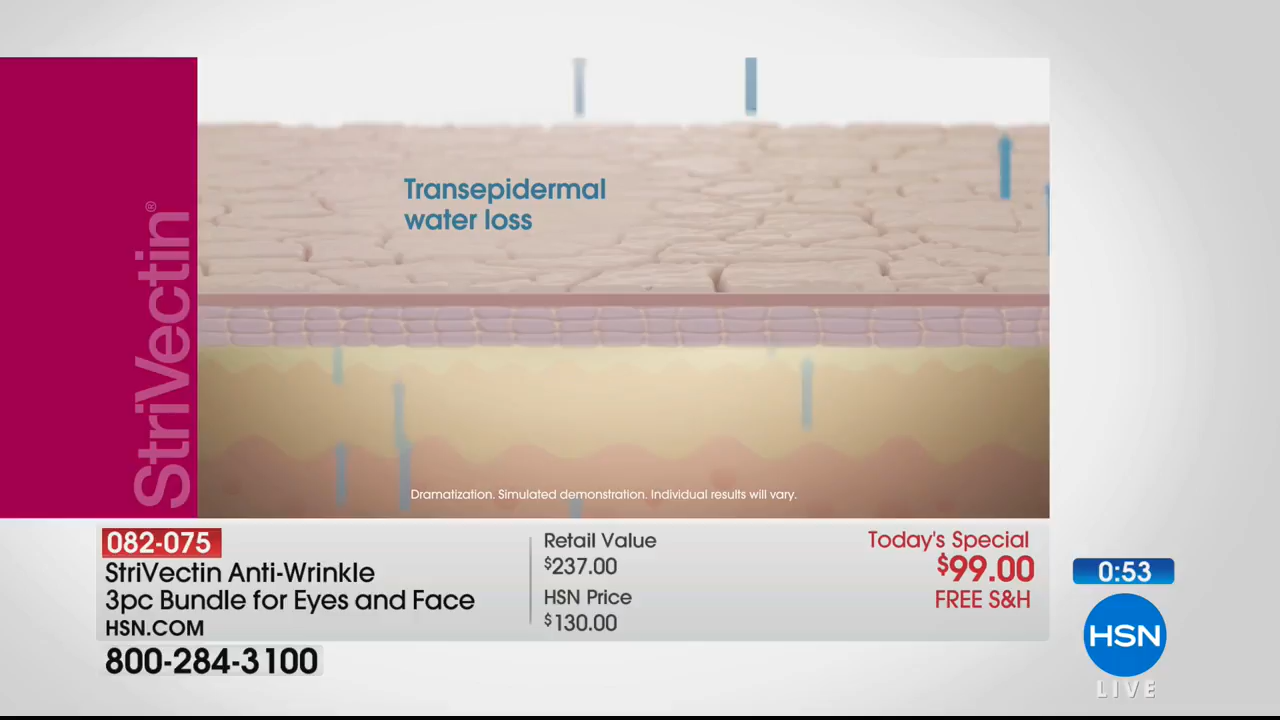 StriVectin®
Transepidermal
water loss
Dramatization. Simulated demonstration. Individual results will vary.
082-075
StriVectin Anti-Wrinkle
3pc Bundle for Eyes and Face
HSN.COM
800-284-3100
Retail Value
$237.00
HSN Price
$130.00
Today's Special
$99.00
FREE S&H
0:53
HSN
LIVE